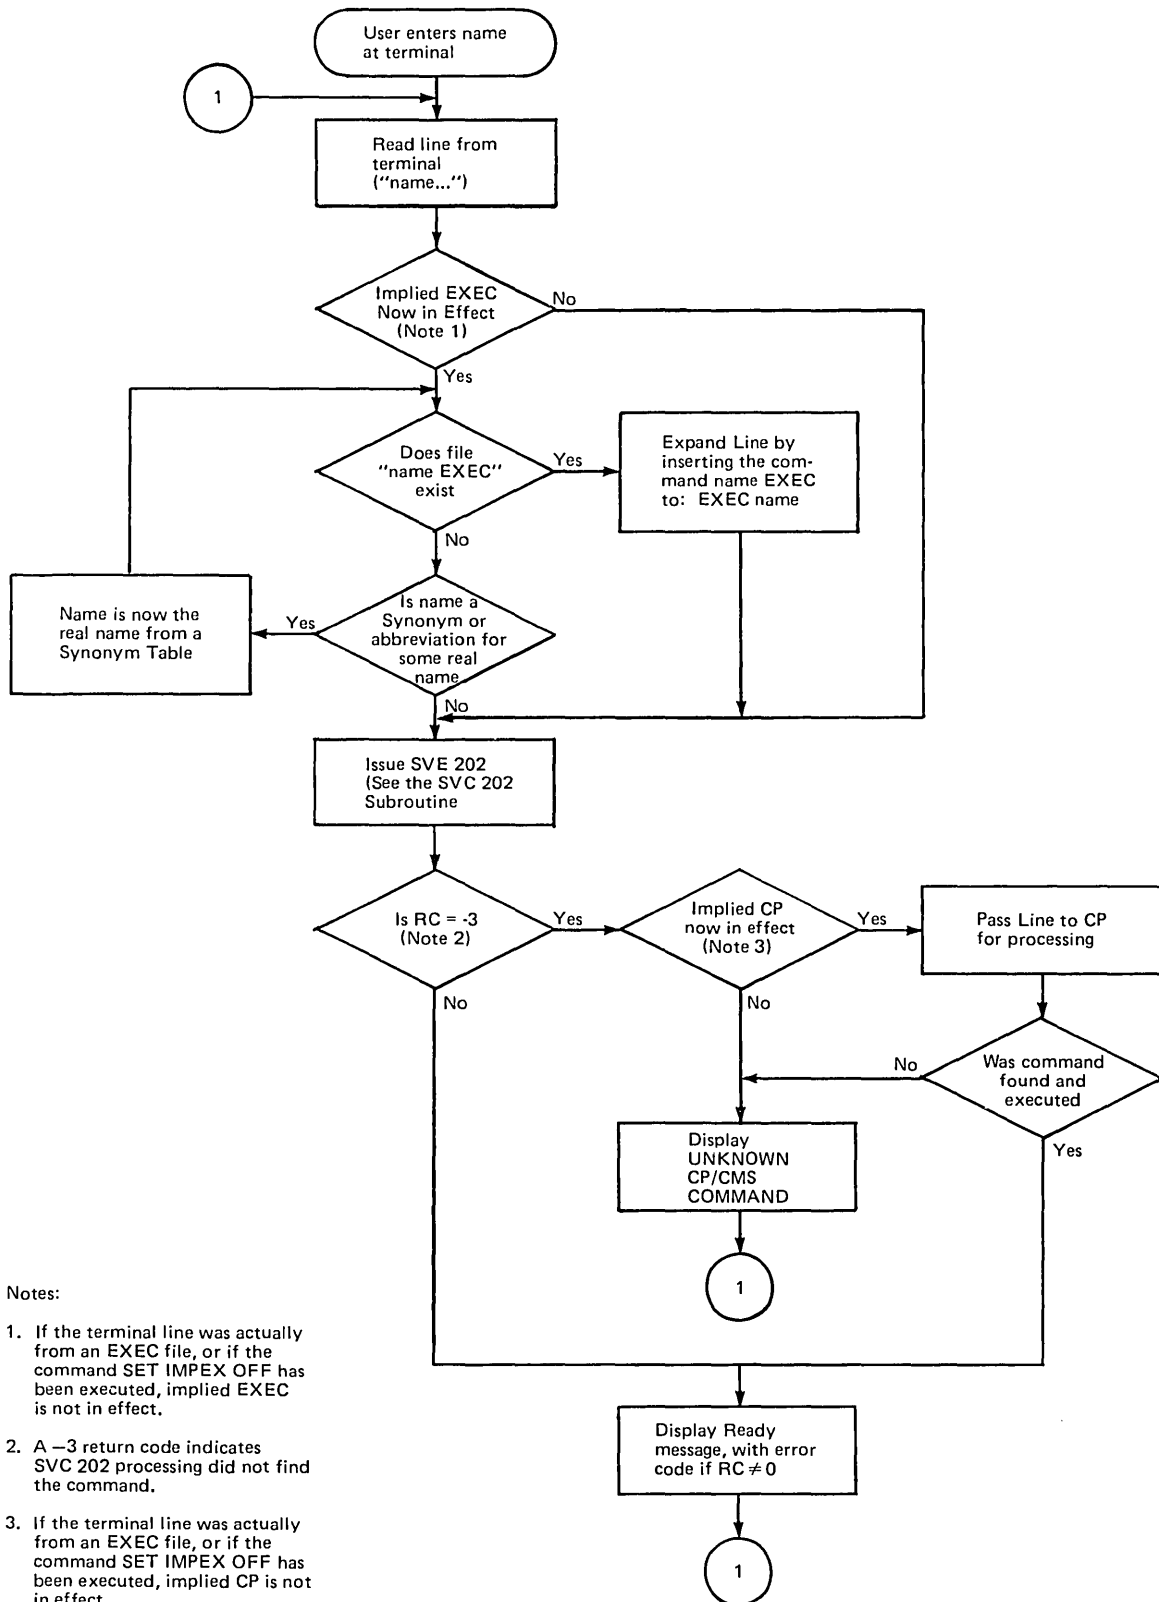 User enters name
at terminal
1
Read line from
terminal
("name...")
Implied EXEC
Now in Effect
(Note 1)
No
Yes
Does file
"name EXEC"
exist
Yes
Expand Line by
inserting the com-
mand name EXEC
to: EXEC name
No
Name is now the
real name from a
Synonym Table
Yes
Is name a
Synonym or
abbreviation for
some real
name
No
Issue SVE 202
(See the SVC 202
Subroutine
Is RC = -3
(Note 2)
Yes
Implied CP
now in effect
(Note 3)
Yes
Pass Line to CP
for processing
No
No
No
Was command
found and
executed
Yes
Display
UNKNOWN
CP/CMS
COMMAND
1
Display Ready
message, with error
code if RC ≠ 0
1
Notes:
1. If the terminal line was actually
from an EXEC file, or if the
command SET IMPEX OFF has
been executed, implied EXEC
is not in effect.
2. A −3 return code indicates
SVC 202 processing did not find
the command.
3. If the terminal line was actually
from an EXEC file, or if the
command SET IMPEX OFF has
been executed, implied CP is not
in effect